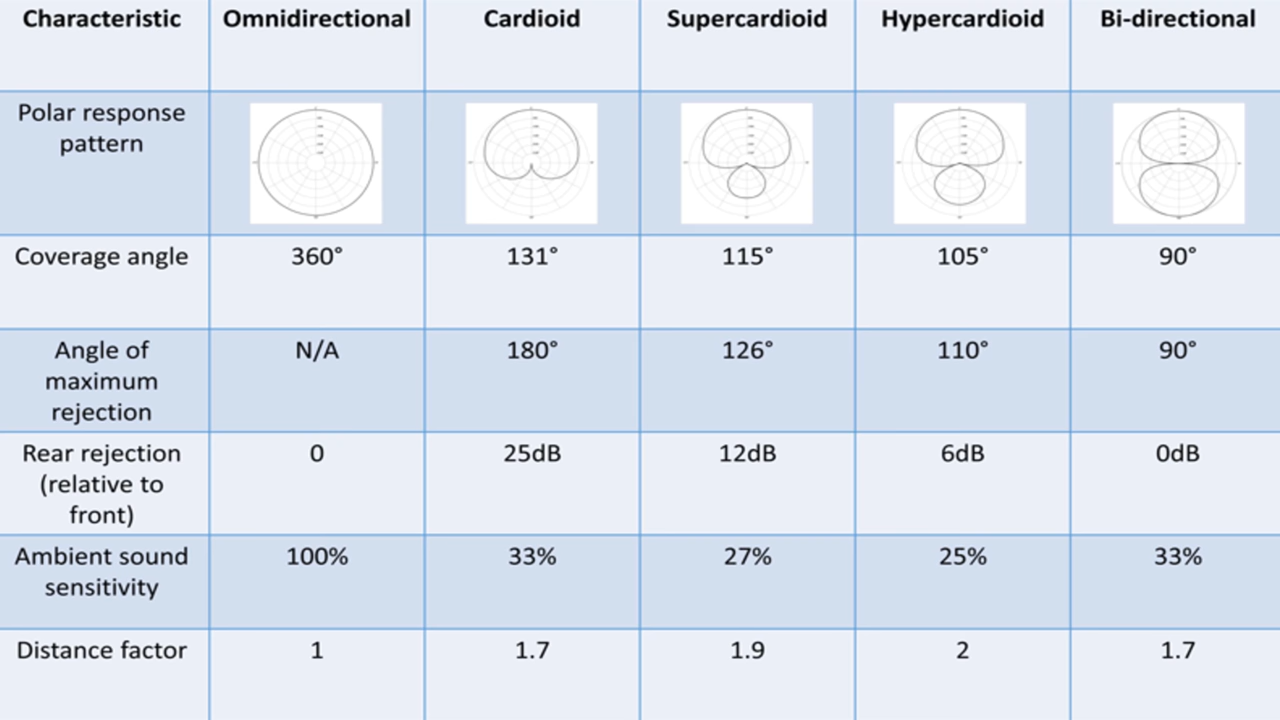 Characteristic Omnidirectional Cardioid Supercardioid Hypercardioid Bi-directional
Polar response
pattern
Coverage angle 360° 131° 115° 105° 90°
Angle of
maximum
rejection
N/A 180° 126° 110° 90°
Rear rejection
(relative to
front)
0 25dB 12dB 6dB 0dB
Ambient sound
sensitivity
100% 33% 27% 25% 33%
Distance factor 1 1.7 1.9 2 1.7